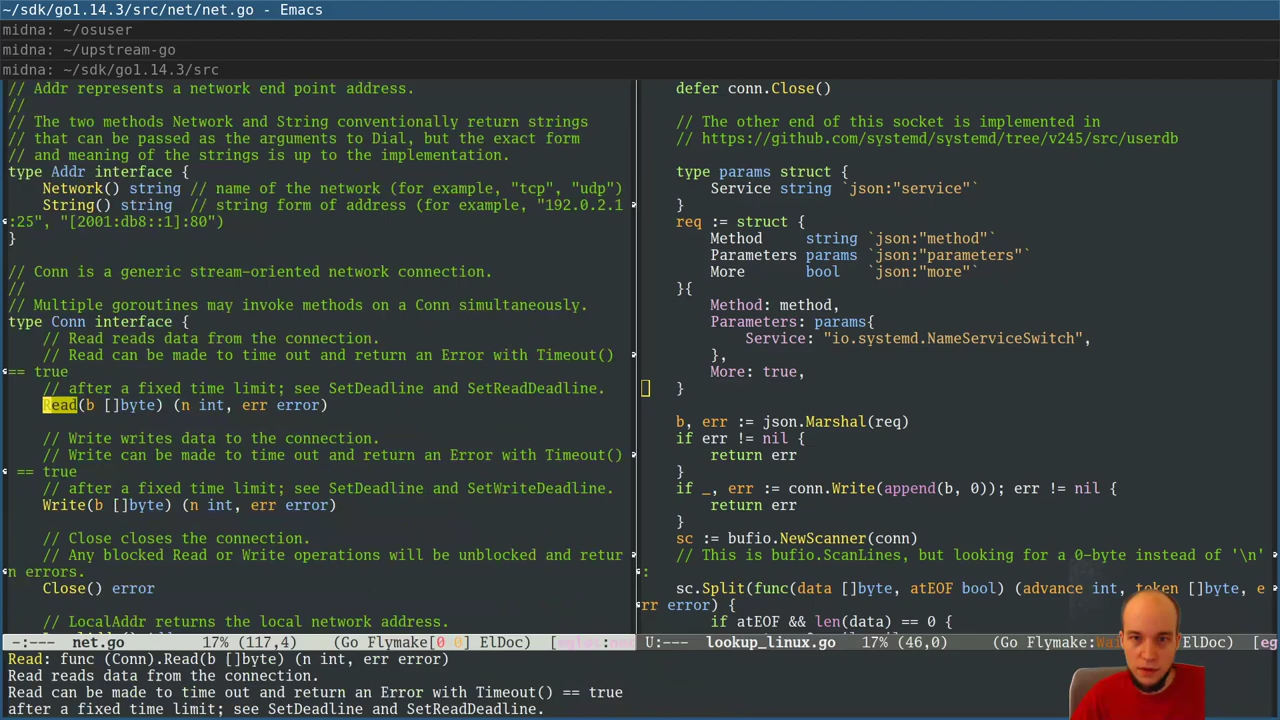 ~/sdk/go1.14.3/src/net/net.go - Emacs
midna: ~/osuser
midna: ~/upstream-go
midna: ~/sdk/go1.14.3/src
// Addr represents a network end point address.
//
// The two methods Network and String conventionally return strings
// that can be passed as the arguments to Dial, but the exact form
// and meaning of the strings is up to the implementation.
type Addr interface {
Network() string // name of the network (for example, "tcp", "udp")
String() string  // string form of address (for example, "192.0.2.1
:25", "[2001:db8::1]:80")
}
// Conn is a generic stream-oriented network connection.
//
// Multiple goroutines may invoke methods on a Conn simultaneously.
type Conn interface {
// Read reads data from the connection.
// Read can be made to time out and return an Error with Timeout()
== true
// after a fixed time limit; see SetDeadline and SetReadDeadline.
Read(b []byte) (n int, err error)
// Write writes data to the connection.
// Write can be made to time out and return an Error with Timeout()
== true
// after a fixed time limit; see SetDeadline and SetWriteDeadline.
Write(b []byte) (n int, err error)
// Close closes the connection.
// Any blocked Read or Write operations will be unblocked and retur
n errors.
Close() error
// LocalAddr returns the local network address.
-:--- net.go 17% (117,4) (Go Flymake[0 0] ElDoc) [
defer conn.Close()
// The other end of this socket is implemented in
// https://github.com/systemd/systemd/tree/v245/src/userdb
type params struct {
Service string `json:"service"`
}
req := struct {
Method     string `json:"method"`
Parameters params `json:"parameters"`
More       bool   `json:"more"`
}{
Method: method,
Parameters: params{
Service: "io.systemd.NameServiceSwitch",
},
More: true,
}
b, err := json.Marshal(req)
if err != nil {
return err
}
if _, err := conn.Write(append(b, 0)); err != nil {
return err
}
sc := bufio.NewScanner(conn)
// This is bufio.ScanLines, but looking for a 0-byte instead of '\n'
:
sc.Split(func(data []byte, atEOF bool) (advance int, token []byte, e
rr error) {
if atEOF && len(data) == 0 {
U:--- lookup_linux.go 17% (46,0) (Go Flymake: ElDoc) [eg
Read: func (Conn).Read(b []byte) (n int, err error)
Read reads data from the connection.
Read can be made to time out and return an Error with Timeout() == true
after a fixed time limit; see SetDeadline and SetReadDeadline.